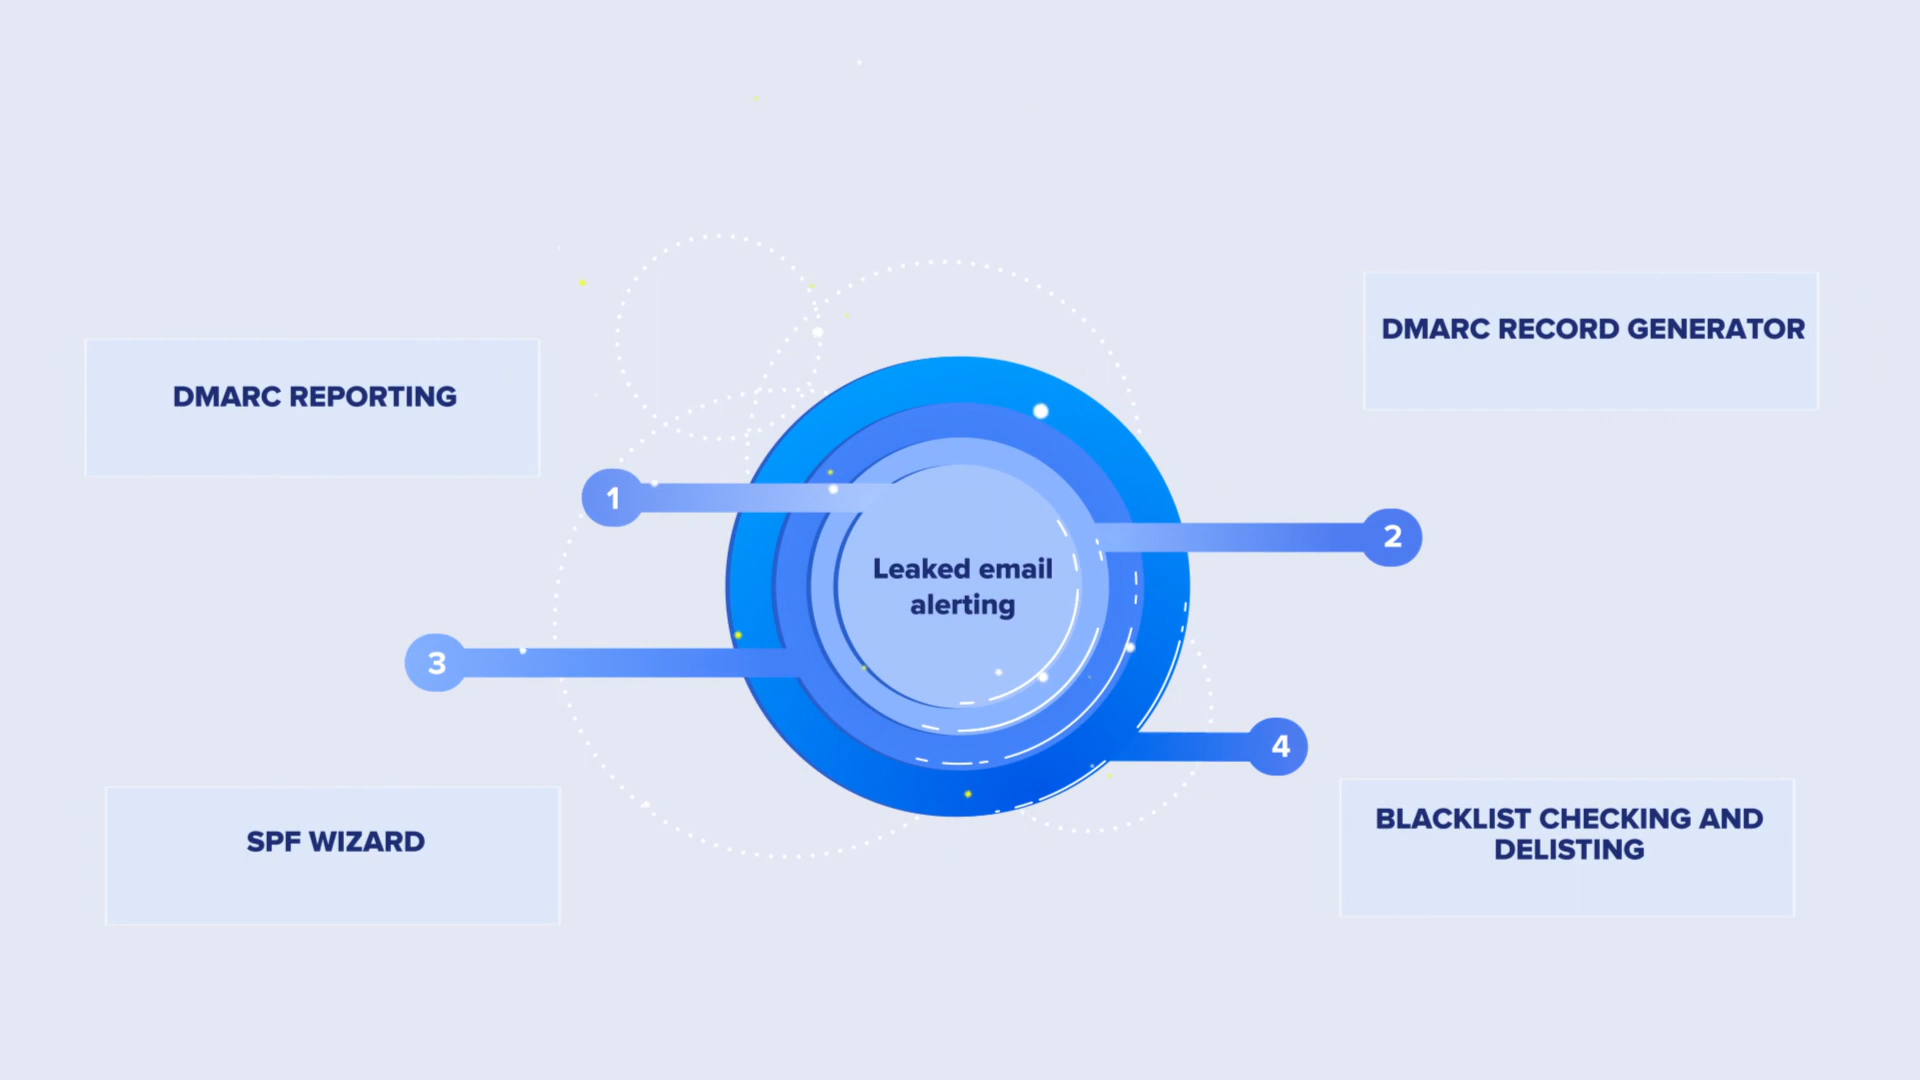 DMARC REPORTING
1
DMARC RECORD GENERATOR
2
Leaked email
alerting
3
SPF WIZARD
4
BLACKLIST CHECKING AND
DELISTING